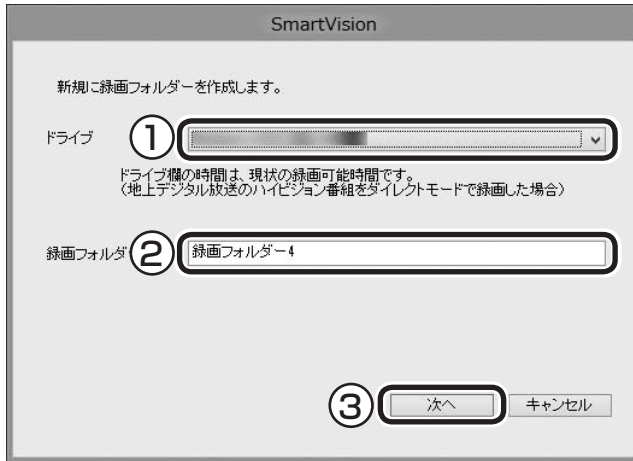 SmartVision
新規に録画フォルダーを作成します。
ドライブ
①
ドライブ欄の時間は、現状の録画可能時間です。
(地上デジタル放送のハイビジョン番組をダイレクトモードで録画した場合)
録画フォルダ
②
録画フォルダー4
③
次へ
キャンセル